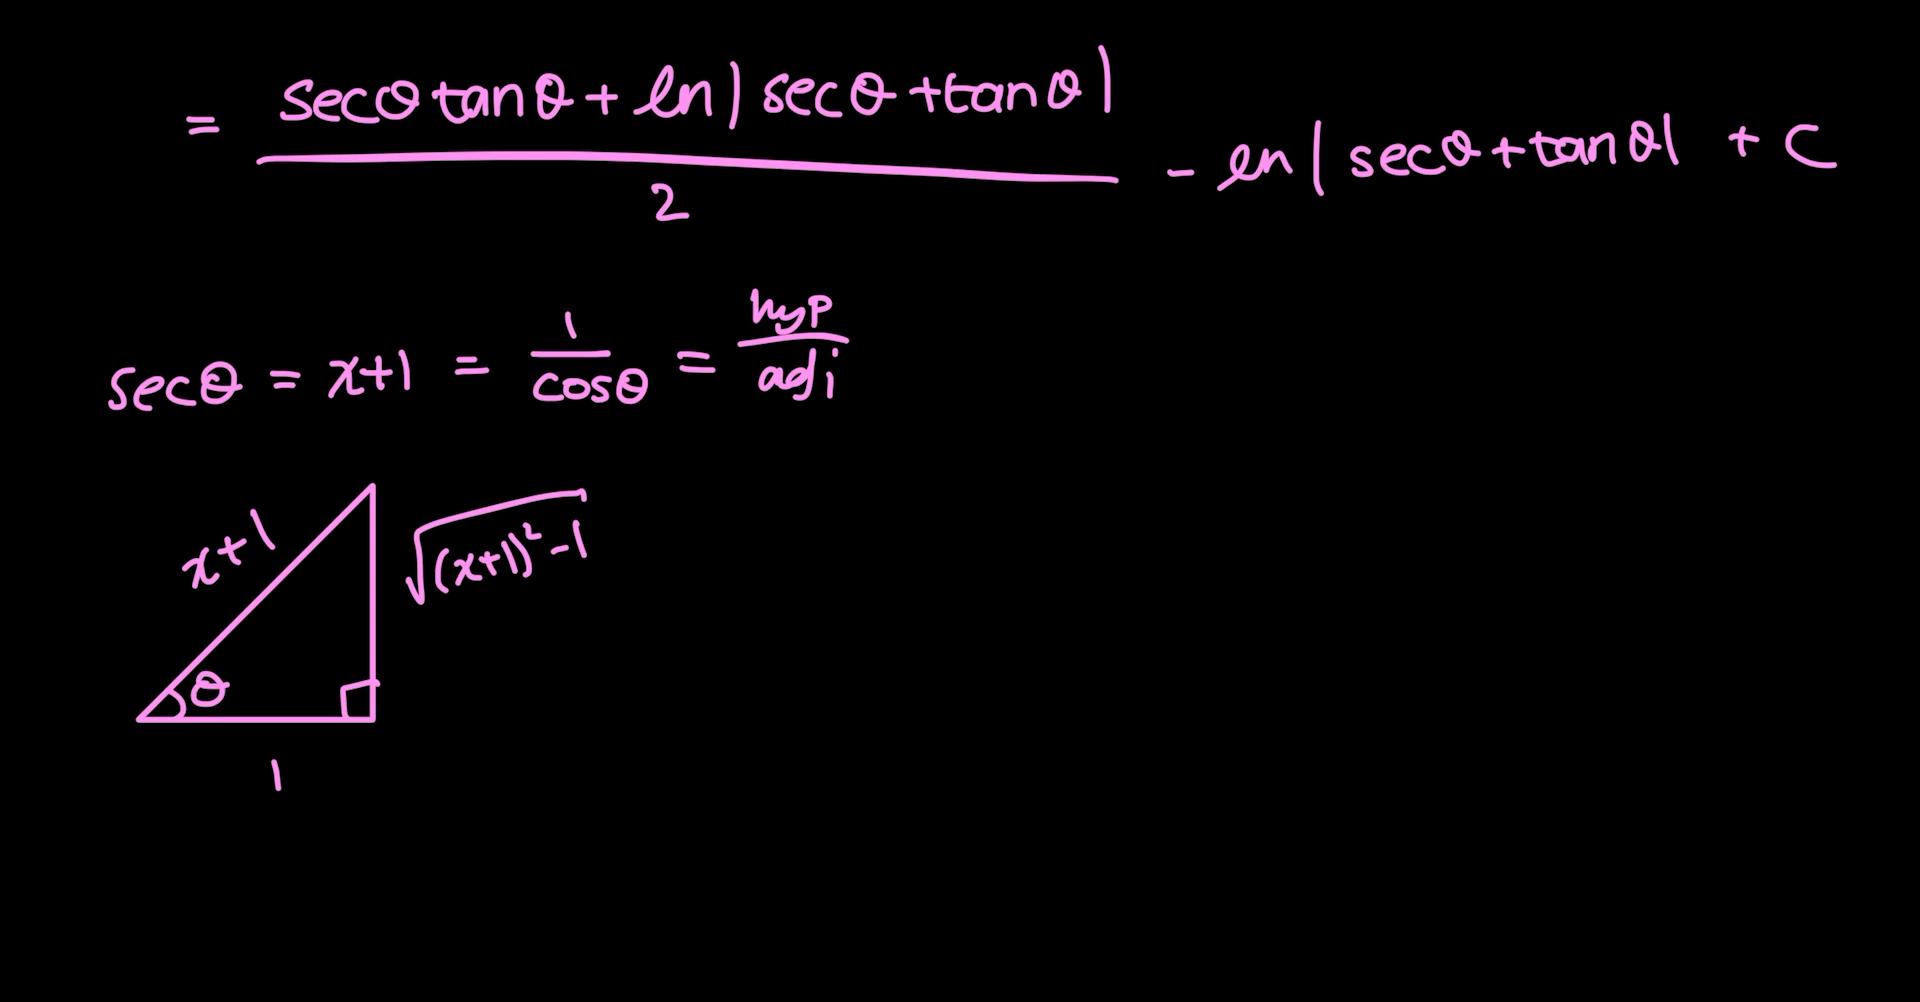 = (secθ tanθ + ln|secθ + tanθ|)/2 - ln|secθ + tanθ| + C
secθ = x+1 = 1/cosθ = hyp/adj
x+1
√((x+1)² - 1)
θ
1